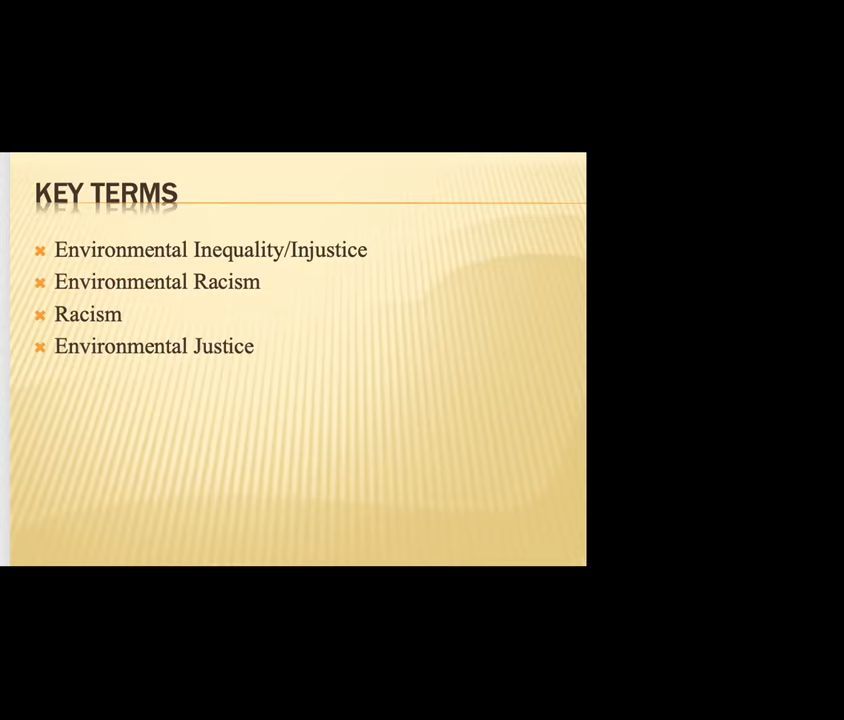 KEY TERMS
Environmental Inequality/Injustice
Environmental Racism
Racism
Environmental Justice